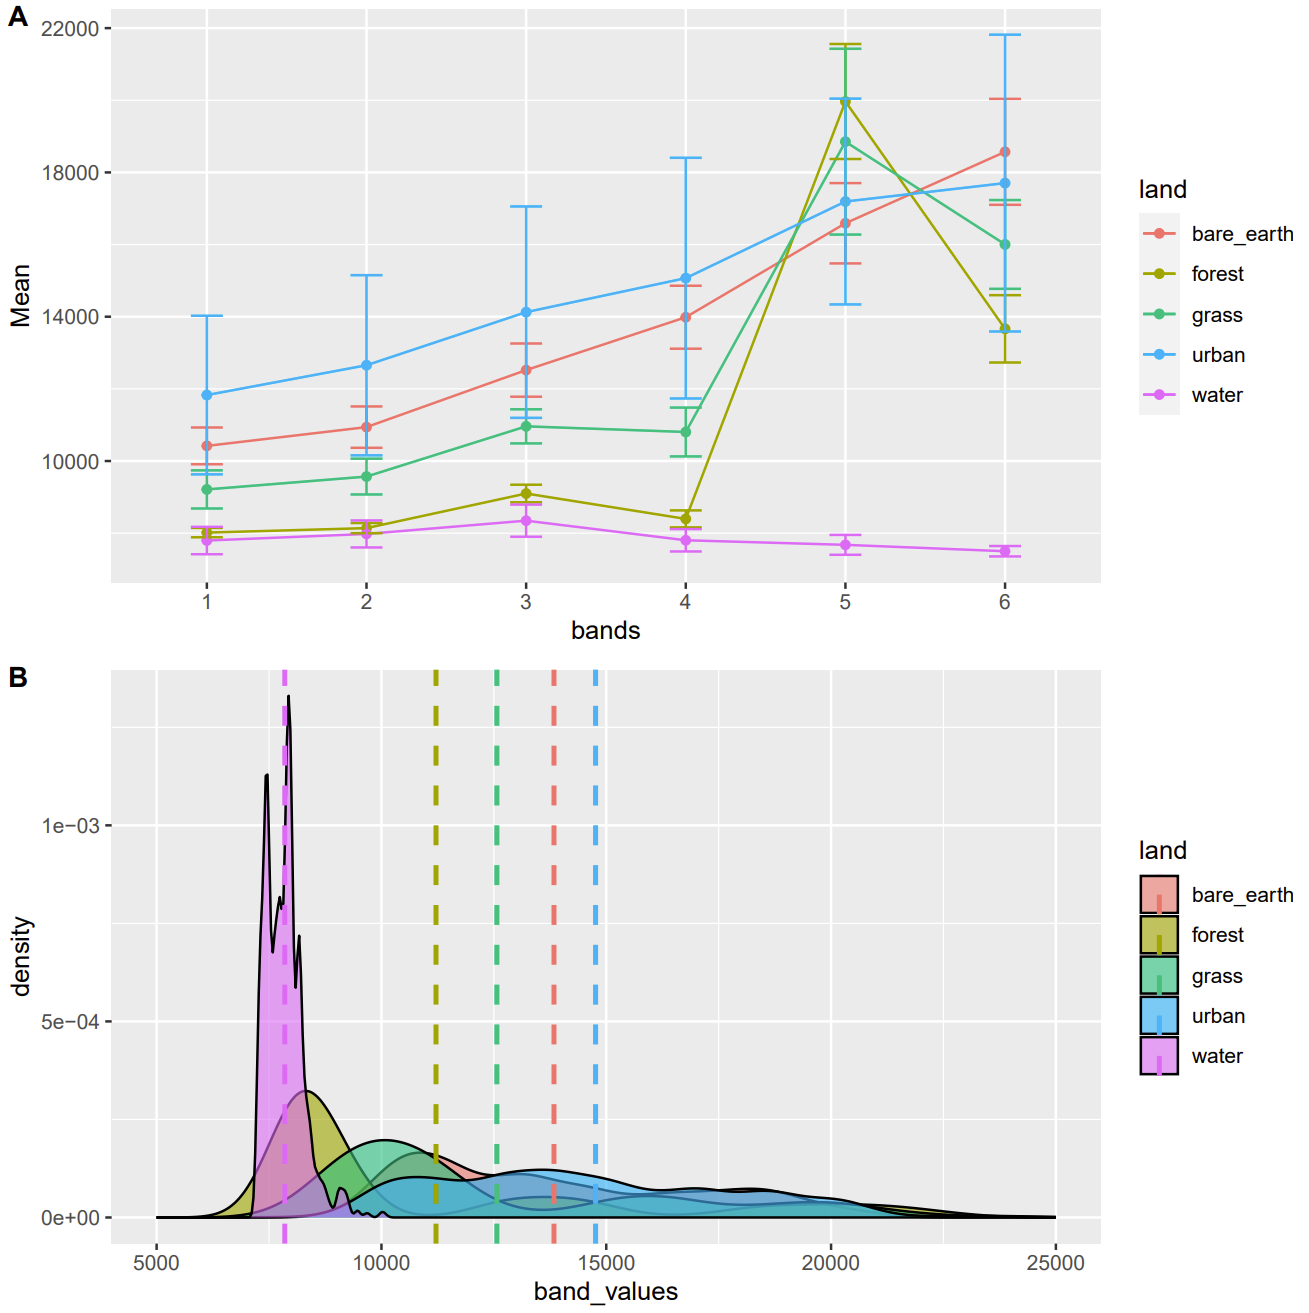 A
22000
18000
14000
10000
Mean
1 2 3 4 5 6
bands
land
bare_earth
forest
grass
urban
water
B
1e−03
5e−04
0e+00
density
5000 10000 15000 20000 25000
band_values
land
bare_earth
forest
grass
urban
water